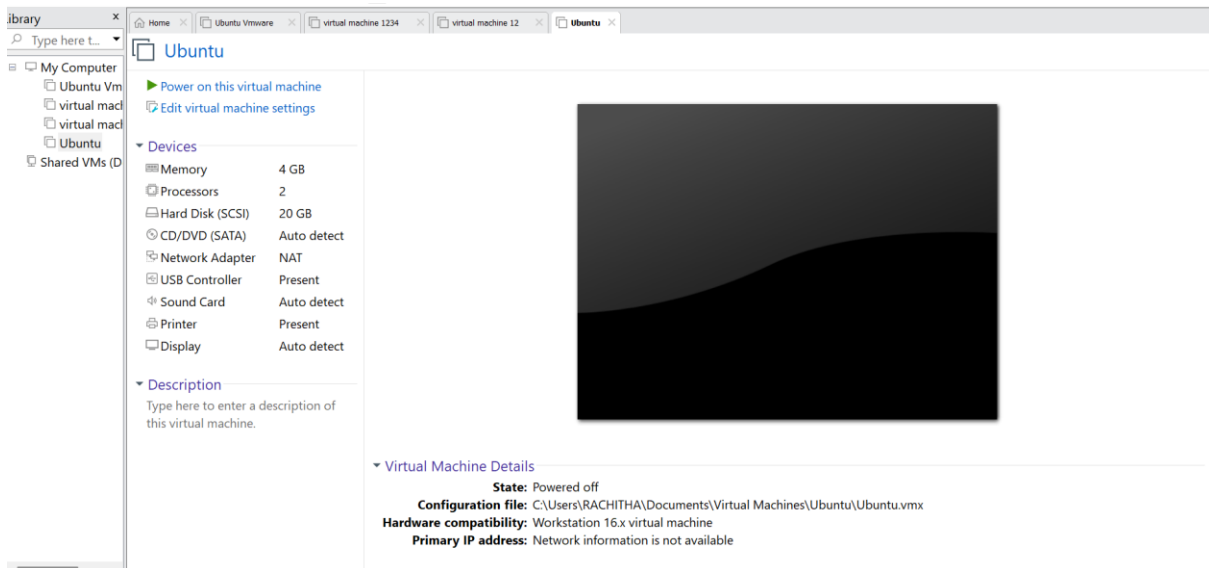 ibrary x
Home × Ubuntu Vmware × virtual machine 1234 × virtual machine 12 × Ubuntu ×
Type here t...
Ubuntu
My Computer
Ubuntu Vm
virtual mach
virtual mach
Ubuntu
Shared VMs (D
Power on this virtual machine
Edit virtual machine settings
Devices
Memory 4 GB
Processors 2
Hard Disk (SCSI) 20 GB
CD/DVD (SATA) Auto detect
Network Adapter NAT
USB Controller Present
Sound Card Auto detect
Printer Present
Display Auto detect
Description
Type here to enter a description of
this virtual machine.
Virtual Machine Details
State: Powered off
Configuration file: C:\Users\RACHITHA\Documents\Virtual Machines\Ubuntu\Ubuntu.vmx
Hardware compatibility: Workstation 16.x virtual machine
Primary IP address: Network information is not available